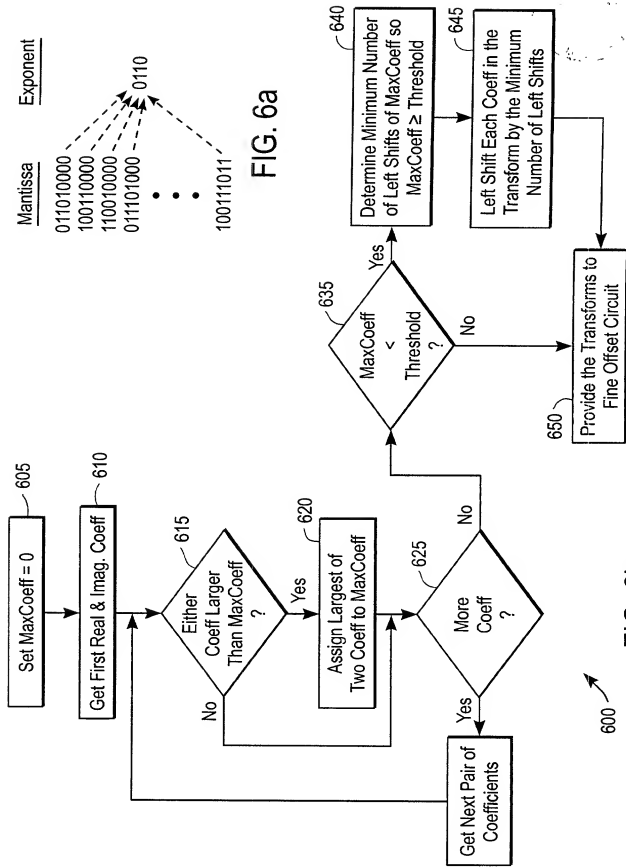 Mantissa
Exponent
011010000
100110000
110010000
011101000
100111011
0110
FIG. 6a
605
Set MaxCoeff = 0
610
Get First Real & Imag. Coeff
615
Either
Coeff Larger
Than MaxCoeff
?
Yes
No
620
Assign Largest of
Two Coeff to MaxCoeff
625
More
Coeff
?
Yes
No
Get Next Pair of
Coefficients
635
MaxCoeff
<
Threshold
?
Yes
No
640
Determine Minimum Number
of Left Shifts of MaxCoeff so
MaxCoeff ≥ Threshold
645
Left Shift Each Coeff in the
Transform by the Minimum
Number of Left Shifts
650
Provide the Transforms to
Fine Offset Circuit
600